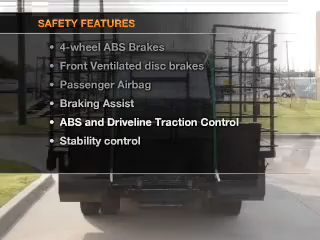 SAFETY FEATURES
• 4-wheel ABS Brakes
• Front Ventilated disc brakes
• Passenger Airbag
• Braking Assist
• ABS and Driveline Traction Control
• Stability control